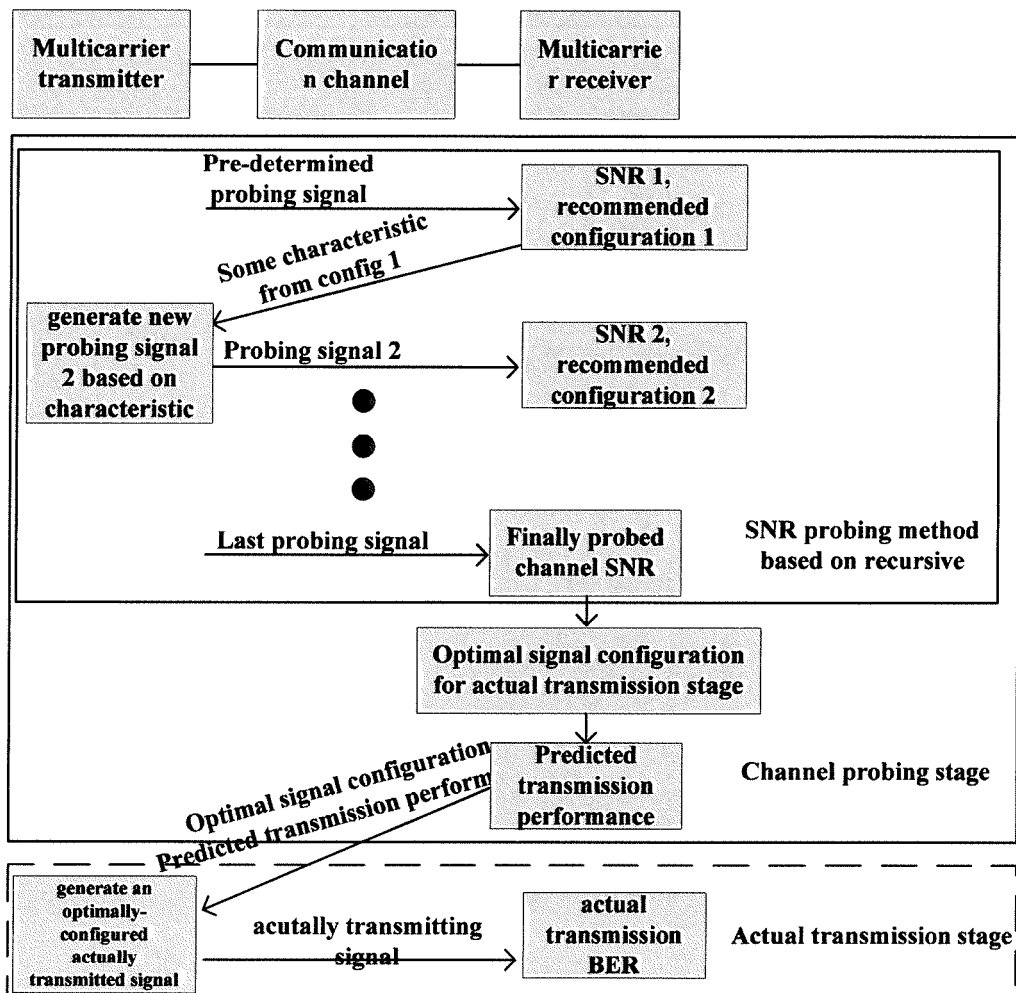 Multicarrier
transmitter
Communicatio
n channel
Multicarrie
r receiver
Pre-determined
probing signal
SNR 1,
recommended
configuration 1
Some characteristic
from config 1
generate new
probing signal
2 based on
characteristic
Probing signal 2
SNR 2,
recommended
configuration 2
Last probing signal
Finally probed
channel SNR
SNR probing method
based on recursive
Optimal signal configuration
for actual transmission stage
Predicted
transmission
performance
Channel probing stage
Optimal signal configuration
Predicted transmission perform
generate an
optimally-
configured
actually
transmitted signal
acutally transmitting
signal
actual
transmission
BER
Actual transmission stage